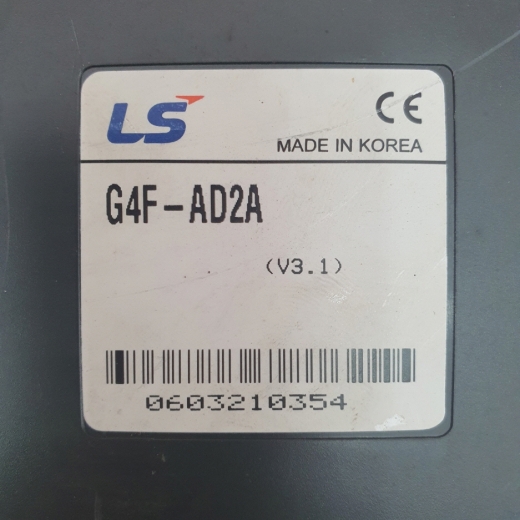 LS
CE
MADE IN KOREA
G4F-AD2A
(V3.1)
0603210354